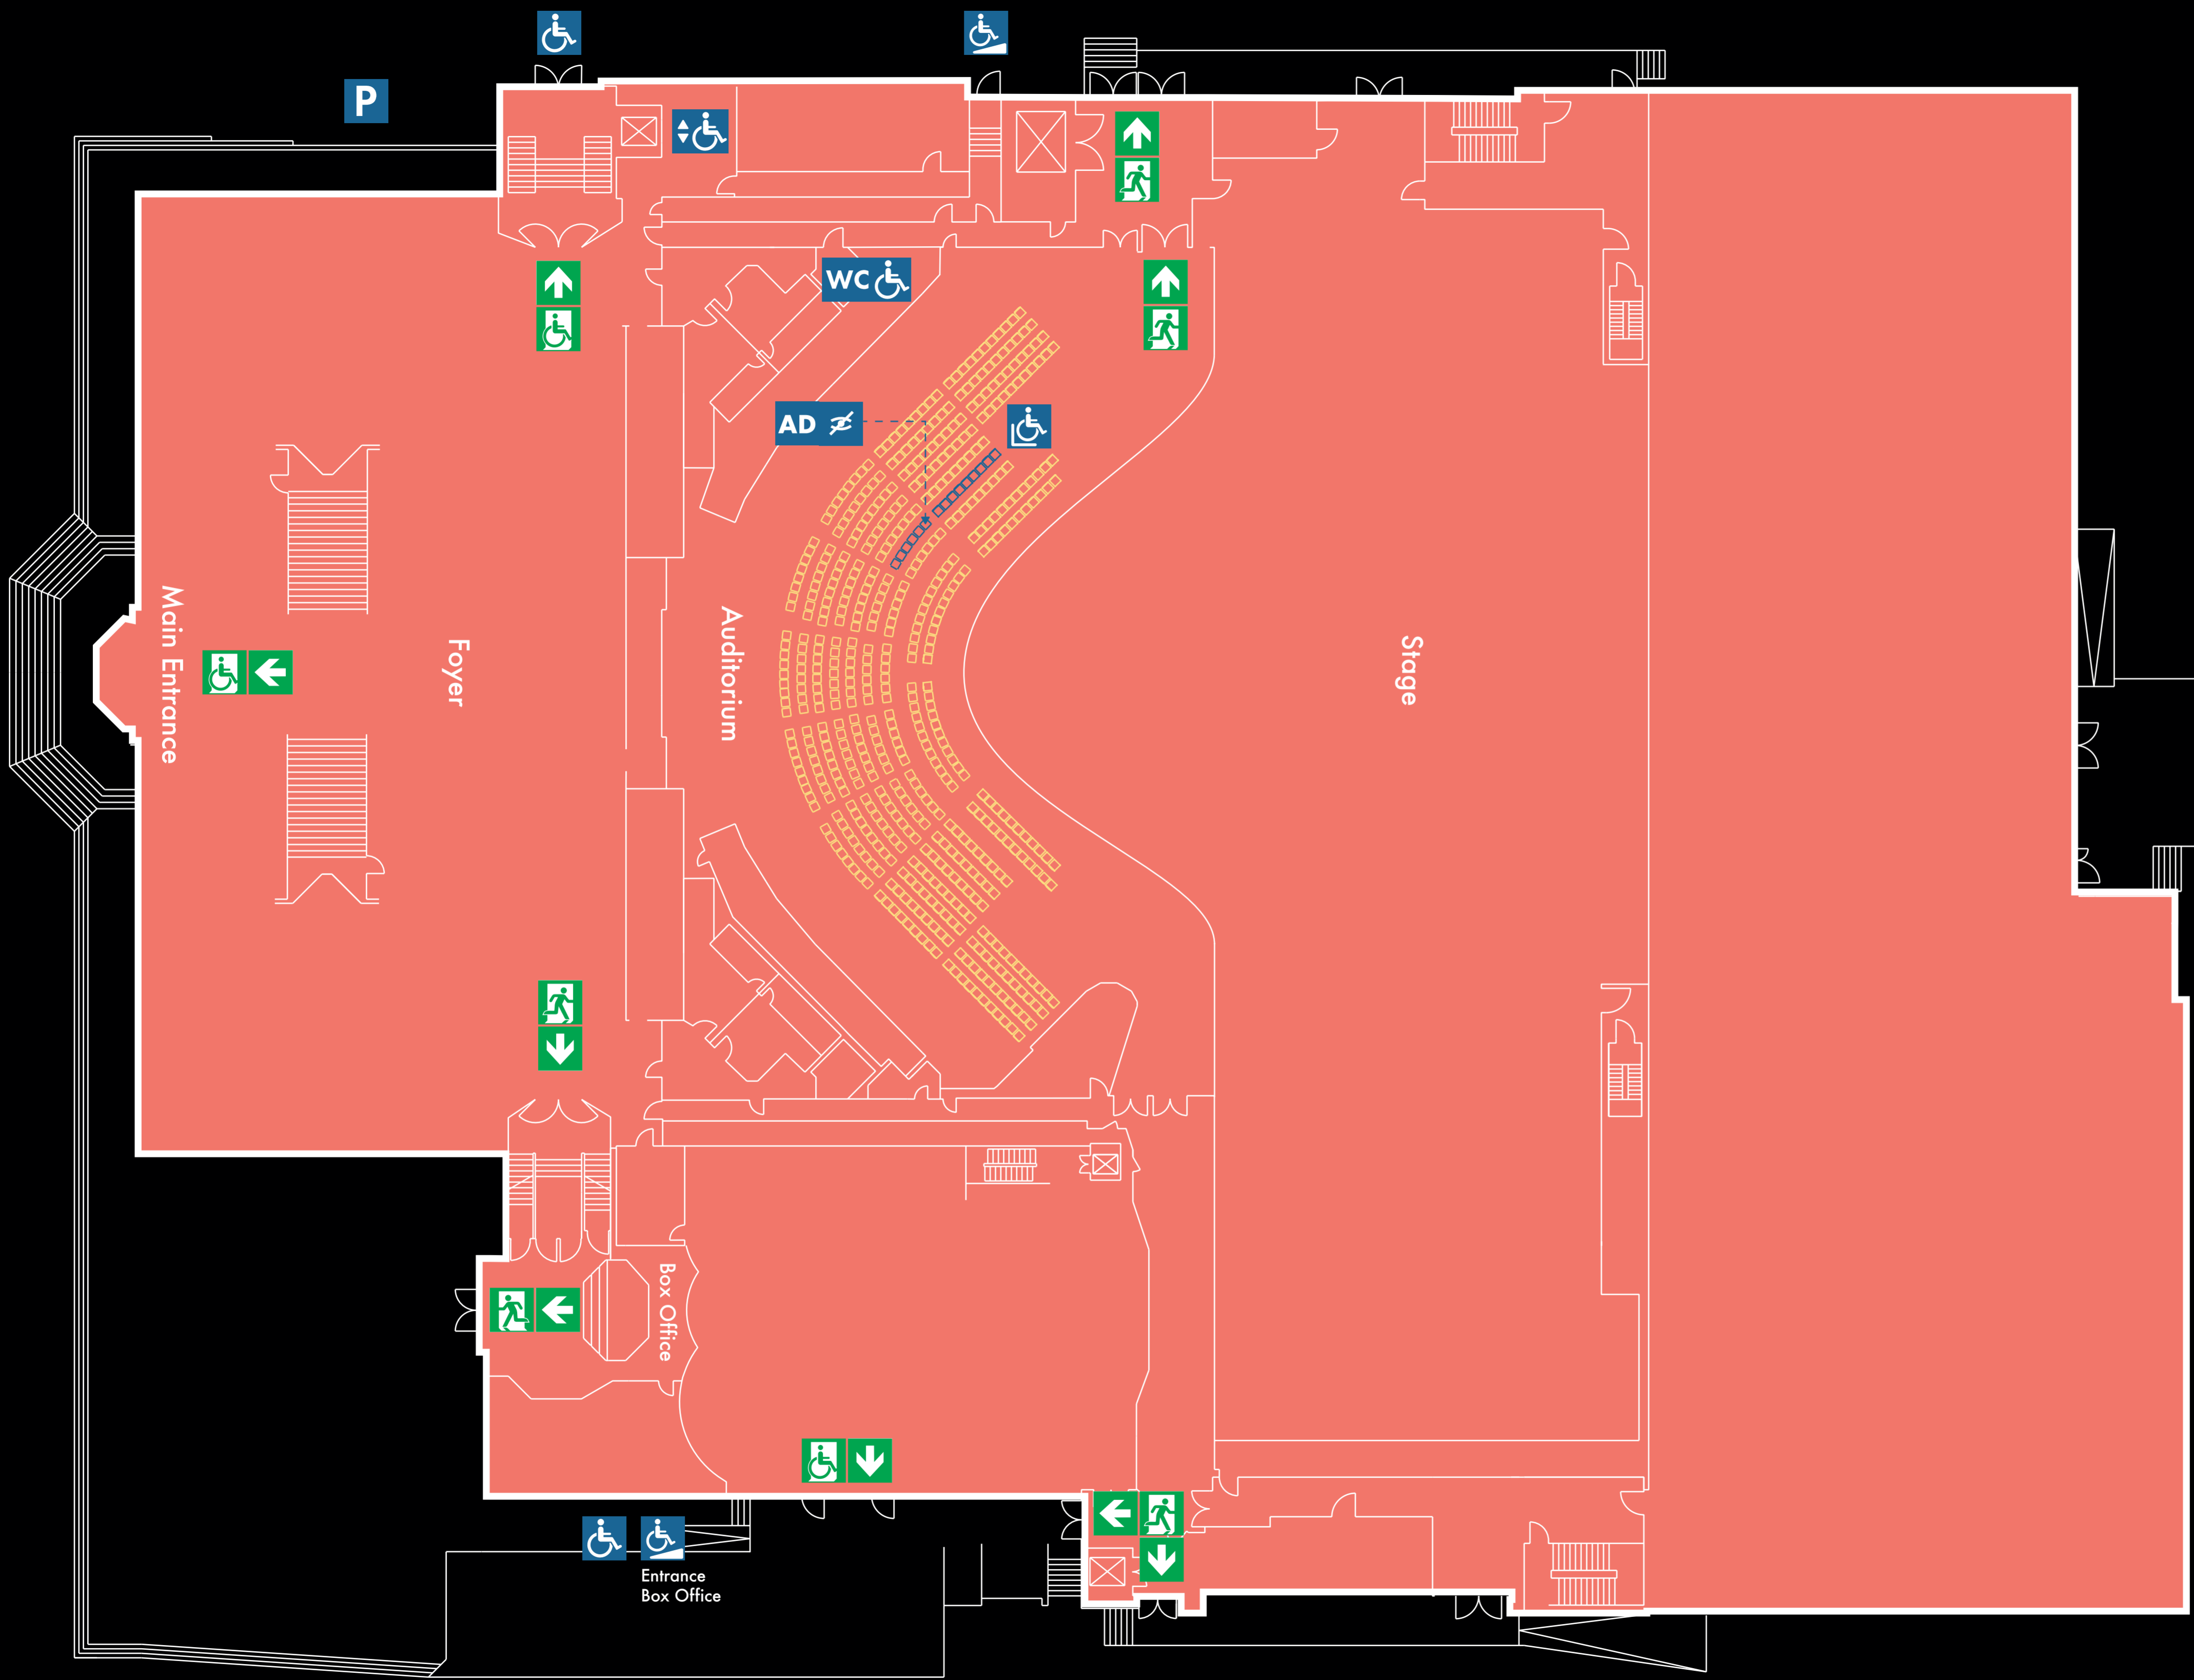 P
WC
AD
Main Entrance
Foyer
Auditorium
Stage
Box Office
Entrance
Box Office